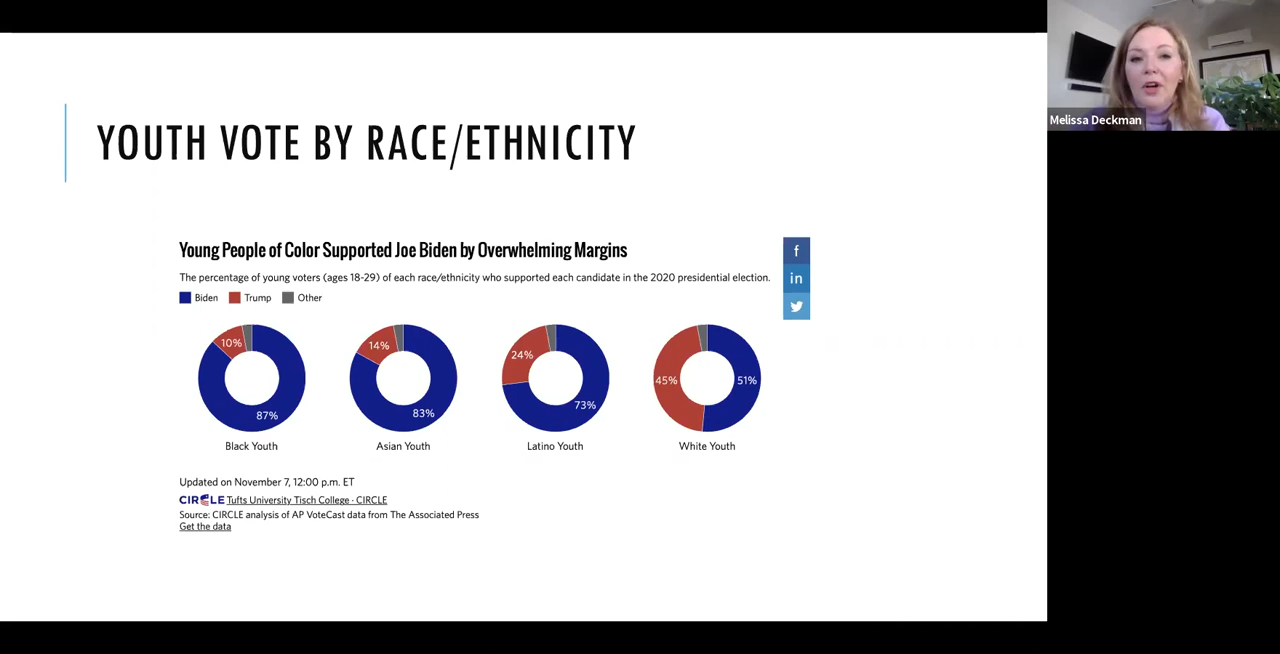 YOUTH VOTE BY RACE/ETHNICITY
Young People of Color Supported Joe Biden by Overwhelming Margins
The percentage of young voters (ages 18-29) of each race/ethnicity who supported each candidate in the 2020 presidential election.
Biden Trump Other
f
in
10%
87%
Black Youth
14%
83%
Asian Youth
24%
73%
Latino Youth
45%
51%
White Youth
Updated on November 7, 12:00 p.m. ET
CIRCLE Tufts University Tisch College · CIRCLE
Source: CIRCLE analysis of AP VoteCast data from The Associated Press
Get the data
Melissa Deckman